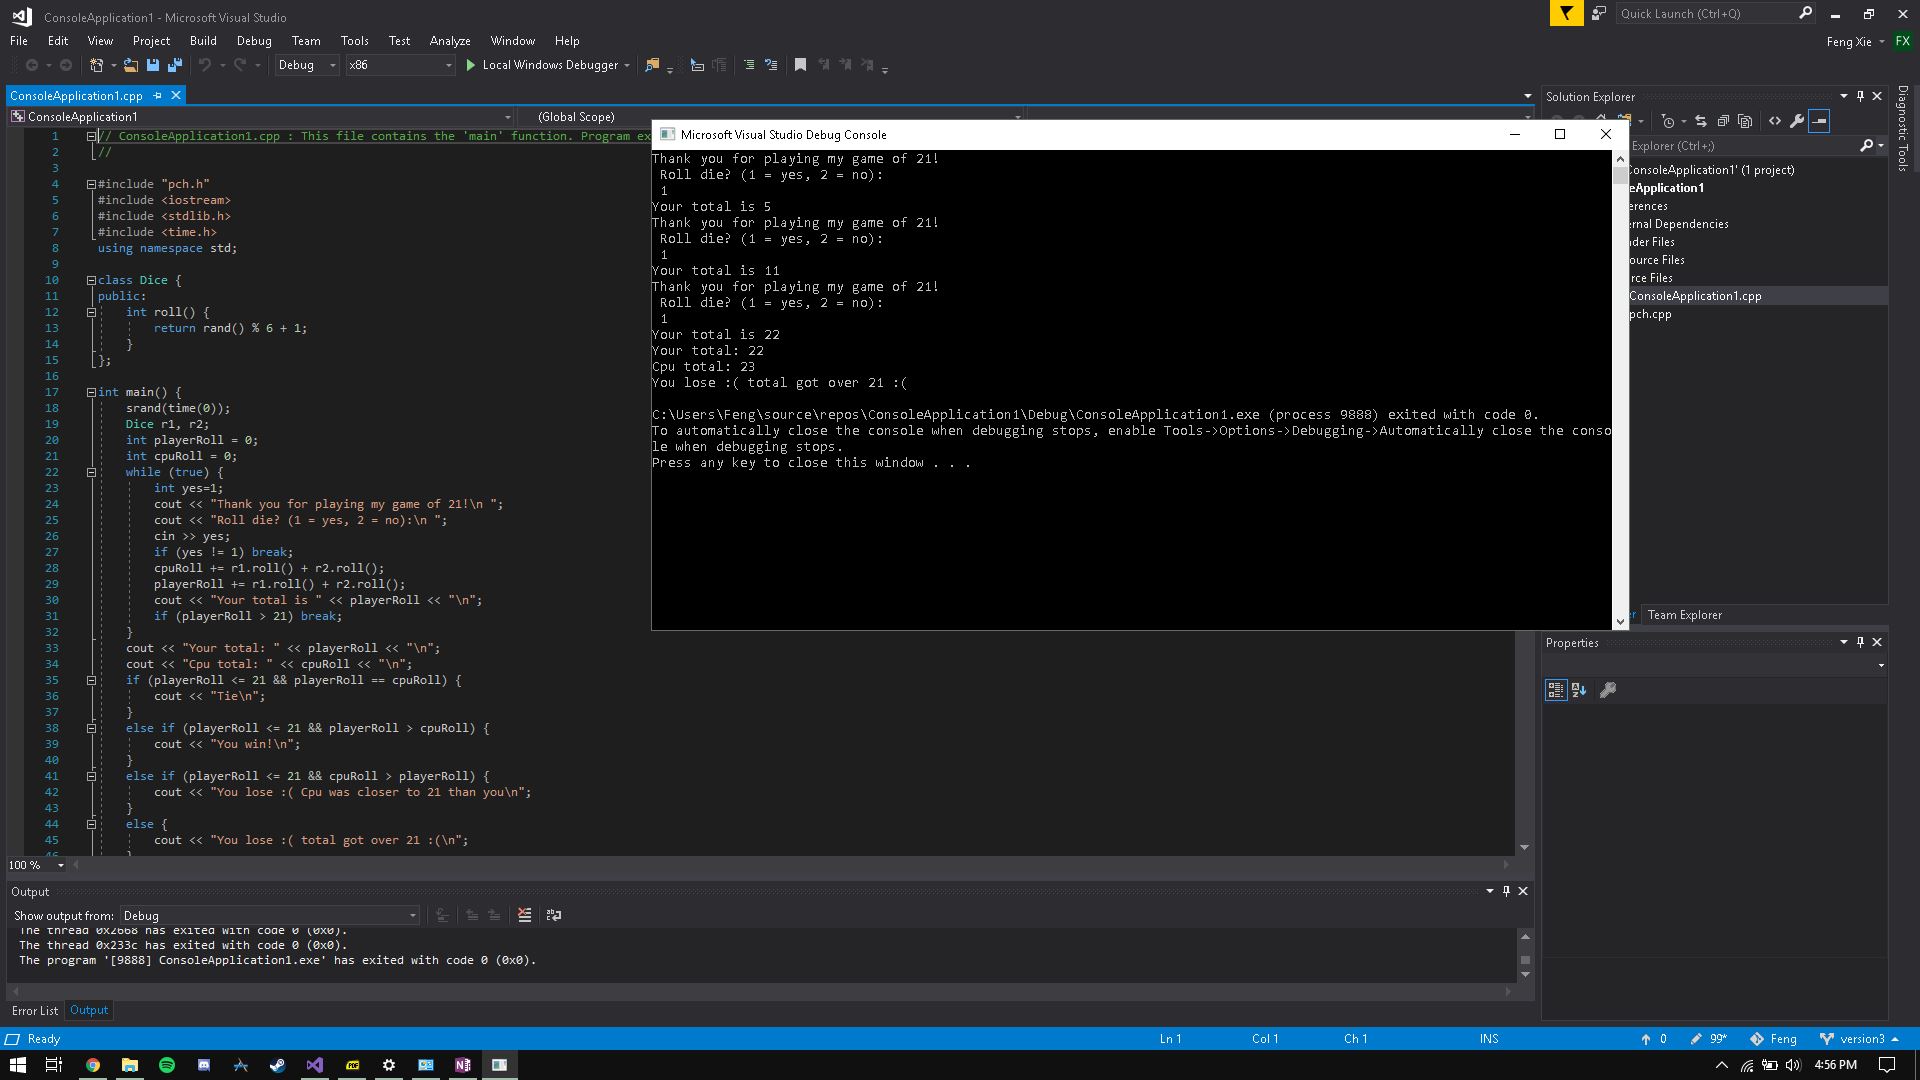 ConsoleApplication1 - Microsoft Visual Studio
Quick Launch (Ctrl+Q)
File Edit View Project Build Debug Team Tools Test Analyze Window Help
Feng Xie FX
Debug x86 Local Windows Debugger
ConsoleApplication1.cpp
ConsoleApplication1 (Global Scope)
1 // ConsoleApplication1.cpp : This file contains the 'main' function. Program ex
2 //
3
4 #include "pch.h"
5 #include <iostream>
6 #include <stdlib.h>
7 #include <time.h>
8 using namespace std;
9
10 class Dice {
11 public:
12 int roll() {
13 return rand() % 6 + 1;
14 }
15 };
16
17 int main() {
18 srand(time(0));
19 Dice r1, r2;
20 int playerRoll = 0;
21 int cpuRoll = 0;
22 while (true) {
23 int yes=1;
24 cout << "Thank you for playing my game of 21!\n ";
25 cout << "Roll die? (1 = yes, 2 = no):\n ";
26 cin >> yes;
27 if (yes != 1) break;
28 cpuRoll += r1.roll() + r2.roll();
29 playerRoll += r1.roll() + r2.roll();
30 cout << "Your total is " << playerRoll << "\n";
31 if (playerRoll > 21) break;
32 }
33 cout << "Your total: " << playerRoll << "\n";
34 cout << "Cpu total: " << cpuRoll << "\n";
35 if (playerRoll <= 21 && playerRoll == cpuRoll) {
36 cout << "Tie\n";
37 }
38 else if (playerRoll <= 21 && playerRoll > cpuRoll) {
39 cout << "You win!\n";
40 }
41 else if (playerRoll <= 21 && cpuRoll > playerRoll) {
42 cout << "You lose :( Cpu was closer to 21 than you\n";
43 }
44 else {
45 cout << "You lose :( total got over 21 :(\n";
100 %
Microsoft Visual Studio Debug Console
Thank you for playing my game of 21!
Roll die? (1 = yes, 2 = no):
1
Your total is 5
Thank you for playing my game of 21!
Roll die? (1 = yes, 2 = no):
1
Your total is 11
Thank you for playing my game of 21!
Roll die? (1 = yes, 2 = no):
1
Your total is 22
Your total: 22
Cpu total: 23
You lose :( total got over 21 :(
C:\Users\Feng\source\repos\ConsoleApplication1\Debug\ConsoleApplication1.exe (process 9888) exited with code 0.
To automatically close the console when debugging stops, enable Tools->Options->Debugging->Automatically close the conso
le when debugging stops.
Press any key to close this window . . .
Solution Explorer
Explorer (Ctrl+;)
ConsoleApplication1' (1 project)
eApplication1
erences
rnal Dependencies
der Files
ource Files
rce Files
ConsoleApplication1.cpp
pch.cpp
Team Explorer
Properties
Diagnostic Tools
Output
Show output from: Debug
The thread 0x2668 has exited with code 0 (0x0).
The thread 0x233c has exited with code 0 (0x0).
The program '[9888] ConsoleApplication1.exe' has exited with code 0 (0x0).
Error List Output
Ready Ln 1 Col 1 Ch 1 INS 0 99* Feng version3
4:56 PM